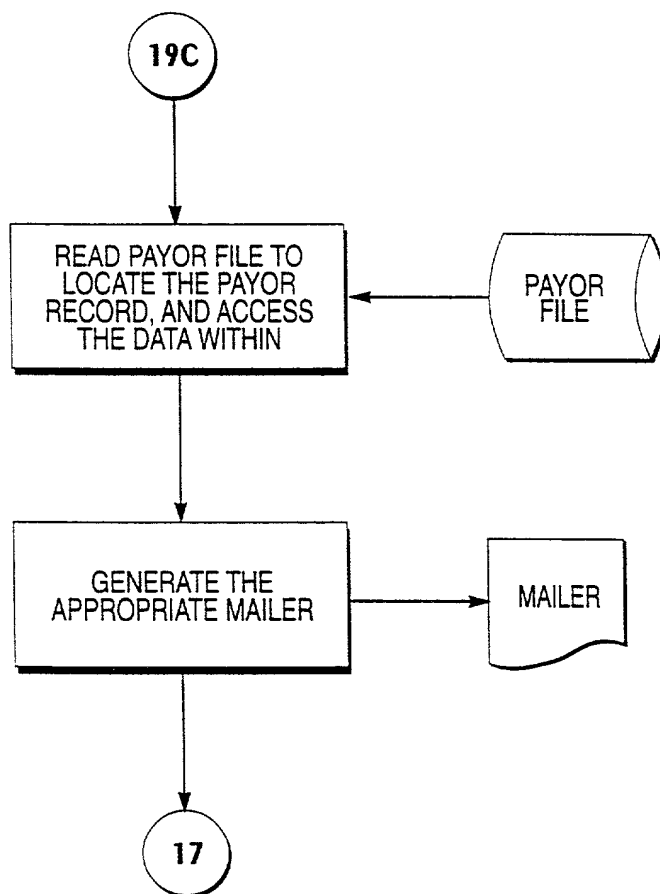 19C
READ PAYOR FILE TO
LOCATE THE PAYOR
RECORD, AND ACCESS
THE DATA WITHIN
PAYOR
FILE
GENERATE THE
APPROPRIATE MAILER
MAILER
17